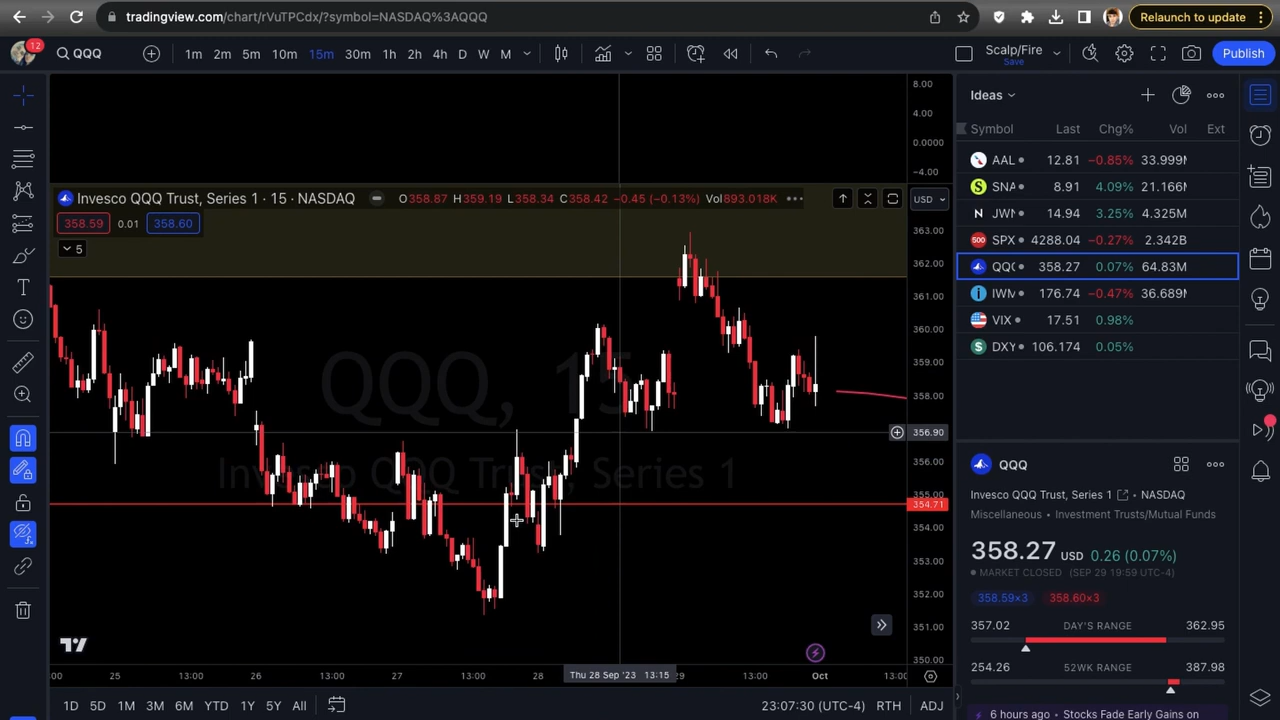 tradingview.com/chart/rVuTPCdx/?symbol=NASDAQ%3AQQQ
Relaunch to update
12
QQQ
1m 2m 5m 10m 15m 30m 1h 2h 4h D W M
Scalp/Fire
Save
Publish
Invesco QQQ Trust, Series 1 · 15 · NASDAQ
O358.87 H359.19 L358.34 C358.42 −0.45 (−0.13%) Vol893.018K
358.59 0.01 358.60
5
USD
QQQ, 15
Invesco QQQ Trust, Series 1
8.00
4.00
0.0000
−4.00
363.00
362.00
361.00
360.00
359.00
358.00
356.90
356.00
355.00
354.71
354.00
353.00
352.00
351.00
350.00
:00 25 13:00 26 13:00 27 13:00 28 Thu 28 Sep '23 13:15 29 13:00 Oct 13:00
1D 5D 1M 3M 6M YTD 1Y 5Y All
23:07:30 (UTC-4) RTH ADJ
Ideas
Symbol Last Chg% Vol Ext
AAL 12.81 −0.85% 33.999M
SNA 8.91 4.09% 21.166M
JWN 14.94 3.25% 4.325M
500 SPX 4288.04 −0.27% 2.342B
QQQ 358.27 0.07% 64.83M
IWM 176.74 −0.47% 36.689M
VIX 17.51 0.98%
DXY 106.174 0.05%
QQQ
Invesco QQQ Trust, Series 1 · NASDAQ
Miscellaneous • Investment Trusts/Mutual Funds
358.27 USD 0.26 (0.07%)
MARKET CLOSED (SEP 29 19:59 UTC-4)
358.59×3 358.60×3
357.02 DAY'S RANGE 362.95
254.26 52WK RANGE 387.98
6 hours ago • Stocks Fade Early Gains on